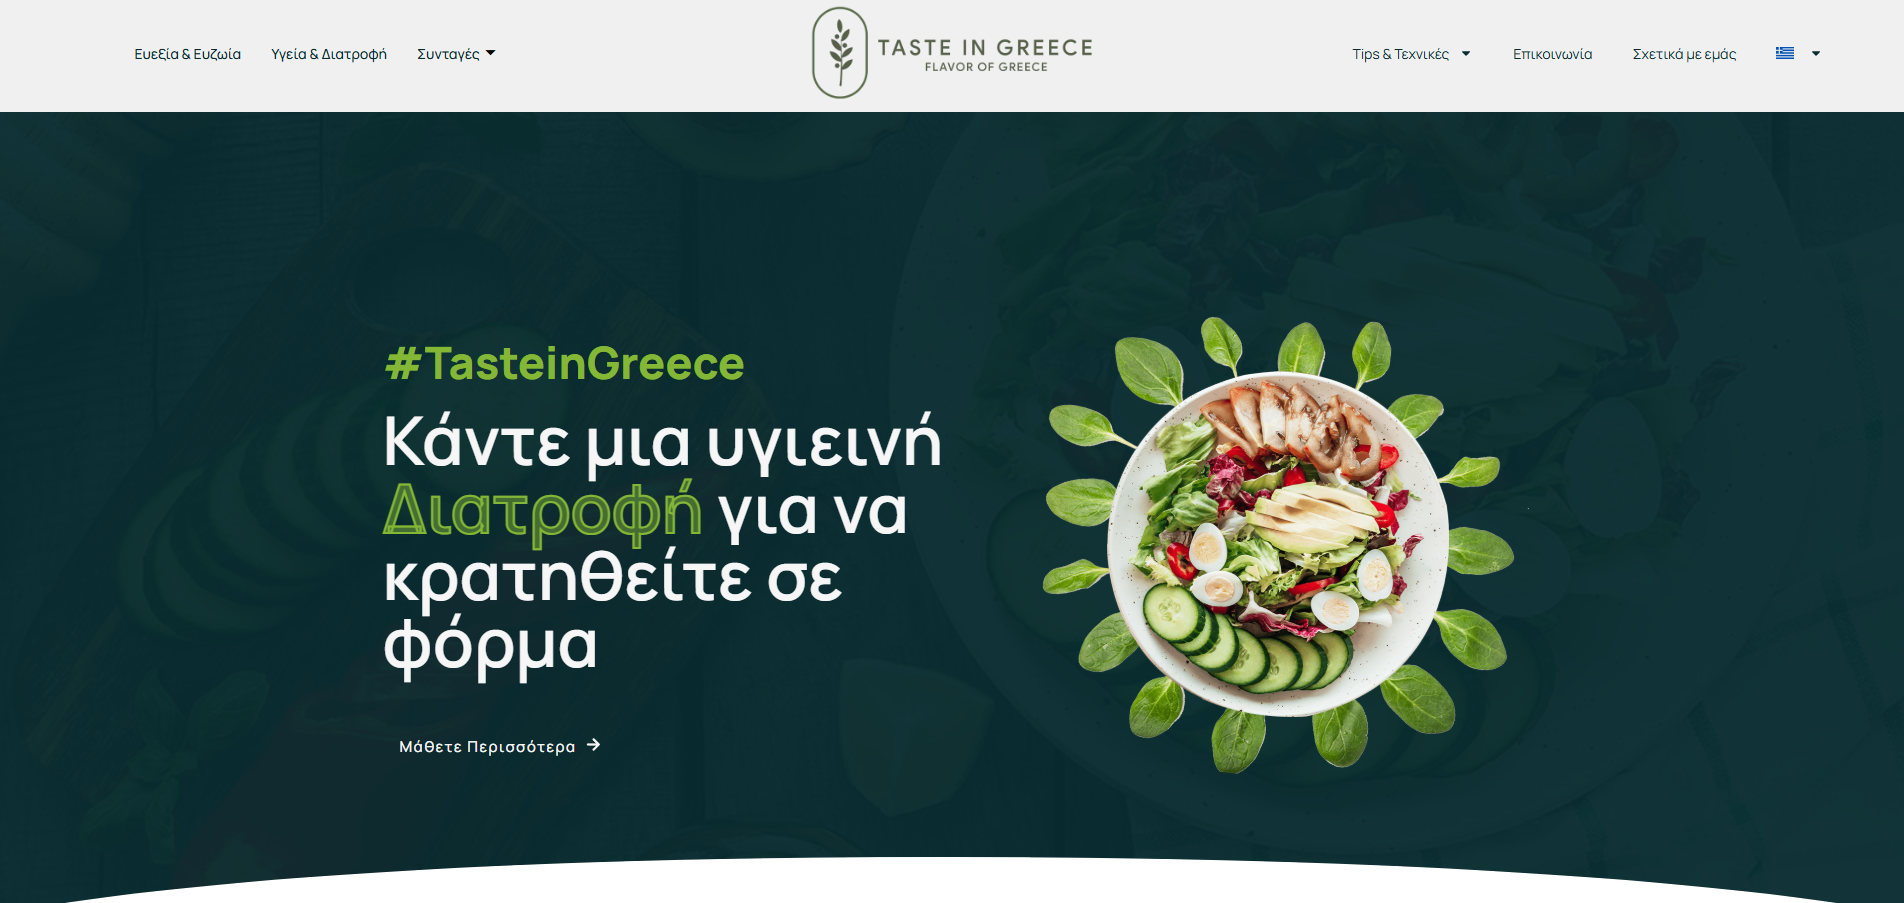 Ευεξία & Ευζωία
Υγεία & Διατροφή
Συνταγές
TASTE IN GREECE
FLAVOR OF GREECE
Tips & Τεχνικές
Επικοινωνία
Σχετικά με εμάς
#TasteinGreece
Κάντε μια υγιεινή
Διατροφή για να
κρατηθείτε σε
φόρμα
Μάθετε Περισσότερα